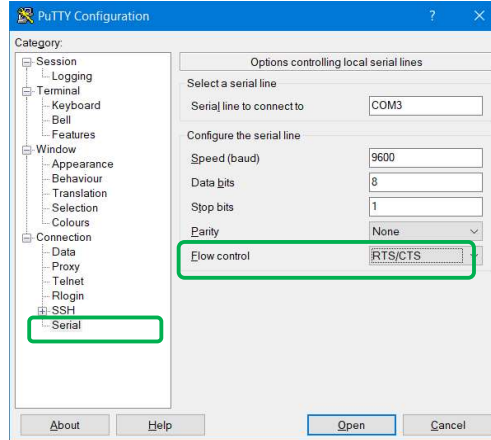 PuTTY Configuration
?
Category:
Session
Logging
Terminal
Keyboard
Bell
Features
Window
Appearance
Behaviour
Translation
Selection
Colours
Connection
Data
Proxy
Telnet
Rlogin
SSH
Serial
Options controlling local serial lines
Select a serial line
Serial line to connect to COM3
Configure the serial line
Speed (baud) 9600
Data bits 8
Stop bits 1
Parity None
Flow control RTS/CTS
About Help Open Cancel